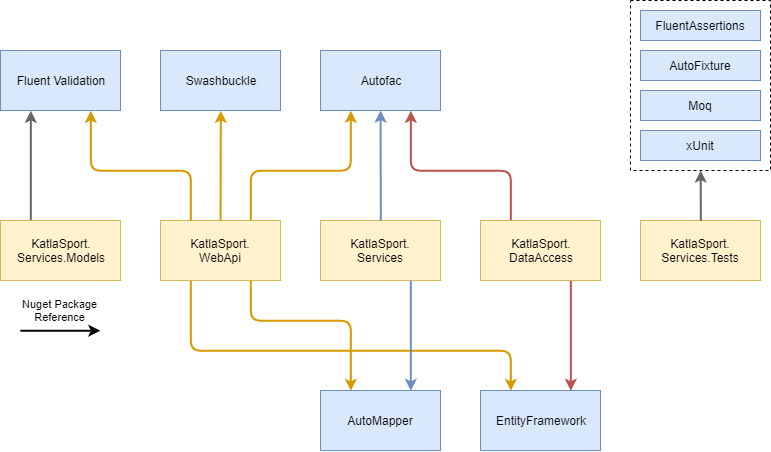 FluentAssertions
AutoFixture
Moq
xUnit
Fluent Validation
Swashbuckle
Autofac
KatlaSport.
Services.Models
KatlaSport.
WebApi
KatlaSport.
Services
KatlaSport.
DataAccess
KatlaSport.
Services.Tests
Nuget Package
Reference
AutoMapper
EntityFramework